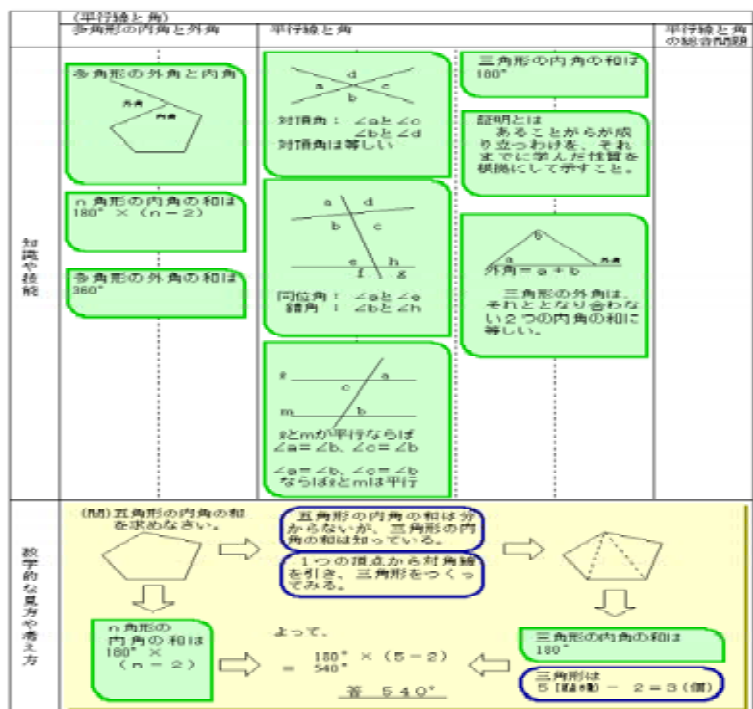 (平行線と角)
多角形の内角と外角
平行線と角
平行線と角
の総合問題
知識や技能
多角形の外角と内角
外角
内角
n角形の内角の和は
180°×(n-2)
多角形の外角の和は
360°
d
a c
b
対頂角: ∠aと∠c
∠bと∠d
対頂角は等しい
a d
b c
e h
f g
同位角: ∠aと∠e
錯角: ∠bと∠h
ℓ a
c
m b
ℓとmが平行ならば
∠a=∠b、∠c=∠b
∠a=∠b、∠c=∠b
ならばℓとmは平行
三角形の内角の和は
180°
証明とは
あることがらが成
り立つわけを、それ
までに学んだ性質を
根拠にして示すこと。
b
a 外角
外角=a+b
三角形の外角は、
それととなり合わな
い2つの内角の和に
等しい。
数学的な見方や考え方
(問)五角形の内角の和
を求めなさい。
五角形の内角の和は分
からないが、三角形の内
角の和は知っている。
1つの頂点から対角線
を引き、三角形をつくっ
てみる。
三角形の内角の和は
180°
三角形は
5 - 2=3(個)
よって、
180°×(5-2)
= 540°
答 540°
n角形の
内角の和は
180°×
(n-2)